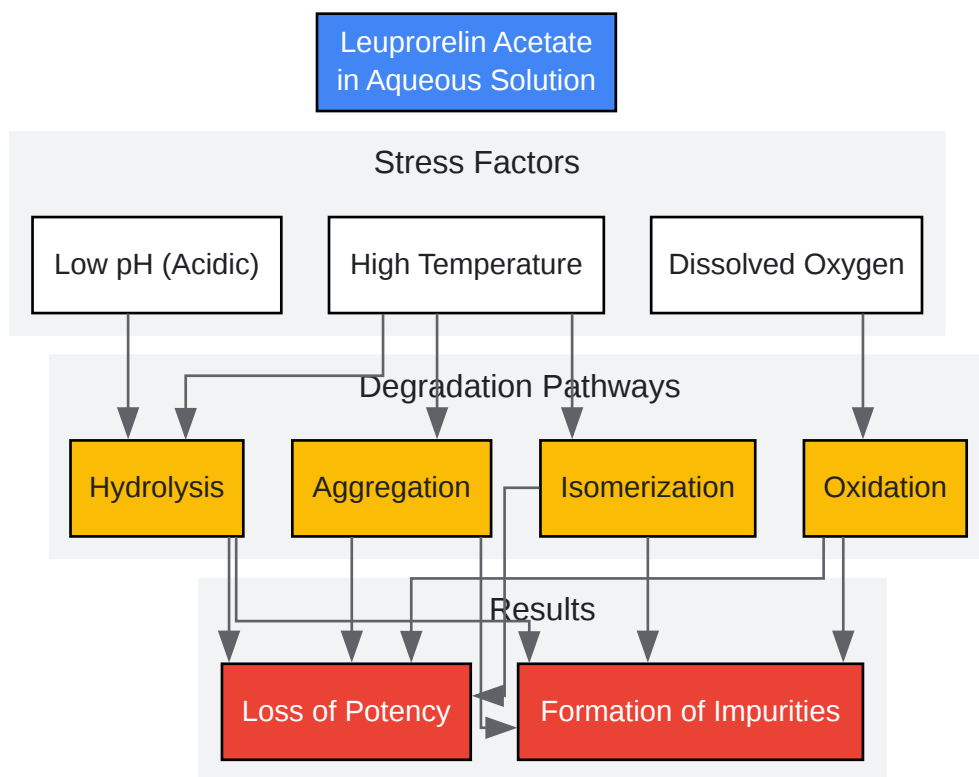 Leuprorelin Acetate
in Aqueous Solution
Stress Factors
Low pH (Acidic)
High Temperature
Dissolved Oxygen
Degradation Pathways
Hydrolysis
Aggregation
Isomerization
Oxidation
Results
Loss of Potency
Formation of Impurities